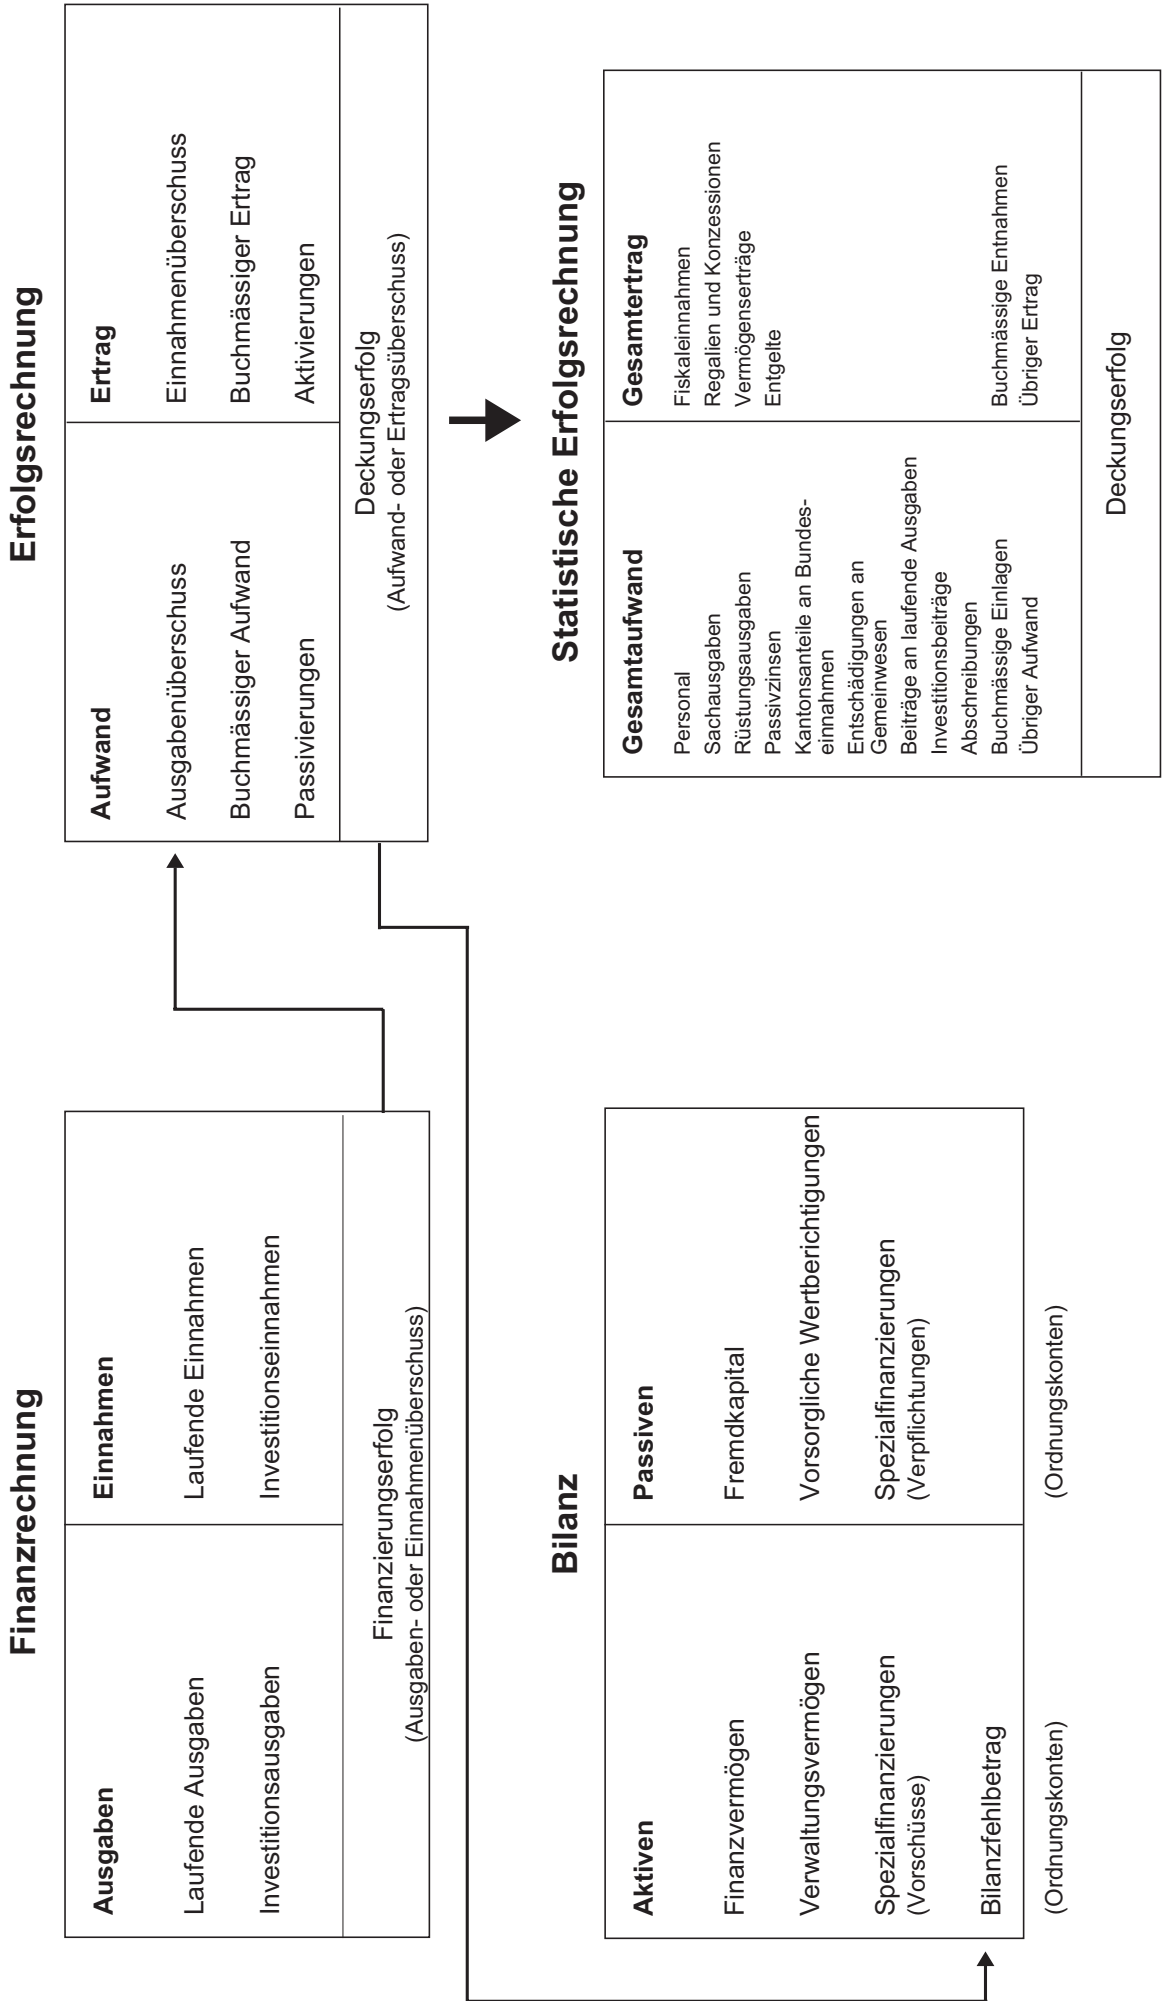 Finanzrechnung
Ausgaben
Laufende Ausgaben
Investitionsausgaben
Einnahmen
Laufende Einnahmen
Investitionseinnahmen
Finanzierungserfolg
(Ausgaben- oder Einnahmenüberschuss)
Erfolgsrechnung
Aufwand
Ausgabenüberschuss
Buchmässiger Aufwand
Passivierungen
Ertrag
Einnahmenüberschuss
Buchmässiger Ertrag
Aktivierungen
Deckungserfolg
(Aufwand- oder Ertragsüberschuss)
Bilanz
Aktiven
Finanzvermögen
Verwaltungsvermögen
Spezialfinanzierungen
(Vorschüsse)
Bilanzfehlbetrag
(Ordnungskonten)
Passiven
Fremdkapital
Vorsorgliche Wertberichtigungen
Spezialfinanzierungen
(Verpflichtungen)
(Ordnungskonten)
Statistische Erfolgsrechnung
Gesamtaufwand
Personal
Sachausgaben
Rüstungsausgaben
Passivzinsen
Kantonsanteile an Bundes-
einnahmen
Entschädigungen an
Gemeinwesen
Beiträge an laufende Ausgaben
Investitionsbeiträge
Abschreibungen
Buchmässige Einlagen
Übriger Aufwand
Gesamtertrag
Fiskaleinnahmen
Regalien und Konzessionen
Vermögenserträge
Entgelte
Buchmässige Entnahmen
Übriger Ertrag
Deckungserfolg